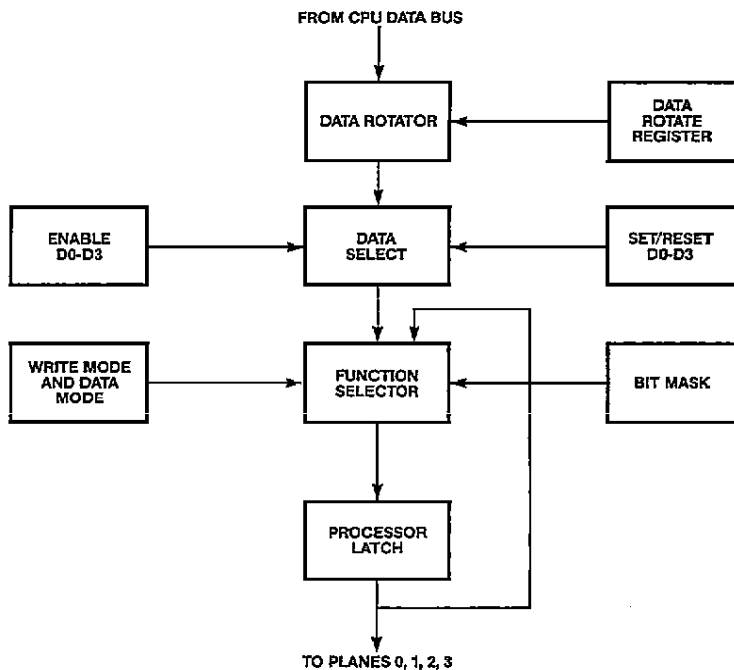 FROM CPU DATA BUS
DATA ROTATOR
DATA
ROTATE
REGISTER
ENABLE
D0-D3
DATA
SELECT
SET/RESET
D0-D3
WRITE MODE
AND DATA
MODE
FUNCTION
SELECTOR
BIT MASK
PROCESSOR
LATCH
TO PLANES 0, 1, 2, 3